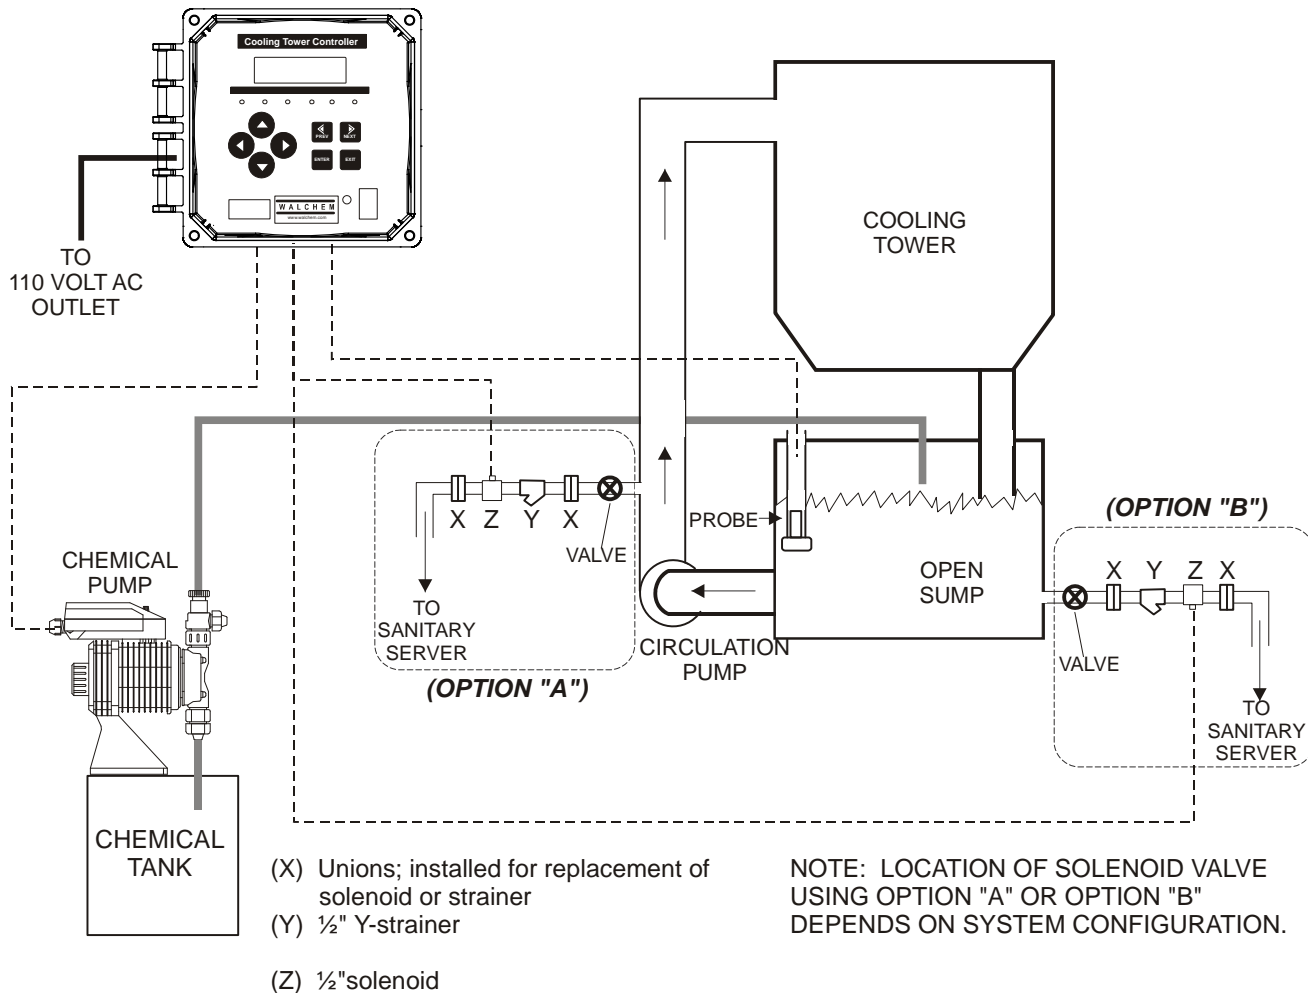 Cooling Tower Controller
PREV
NEXT
ENTER
EXIT
WALCHEM
www.walchem.com
TO
110 VOLT AC
OUTLET
COOLING
TOWER
X Z Y X
VALVE
TO
SANITARY
SERVER
(OPTION "A")
PROBE
OPEN
SUMP
CIRCULATION
PUMP
(OPTION "B")
X Y Z X
VALVE
TO
SANITARY
SERVER
CHEMICAL
PUMP
CHEMICAL
TANK
(X) Unions; installed for replacement of
solenoid or strainer
(Y) ½" Y-strainer
(Z) ½"solenoid
NOTE: LOCATION OF SOLENOID VALVE
USING OPTION "A" OR OPTION "B"
DEPENDS ON SYSTEM CONFIGURATION.